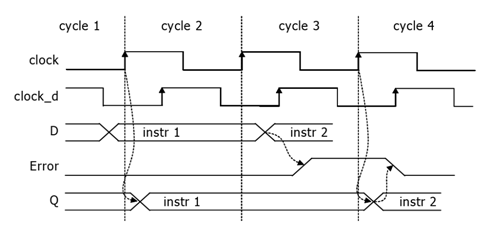 cycle 1 cycle 2 cycle 3 cycle 4
clock
clock_d
D instr 1 instr 2
Error
Q instr 1 instr 2